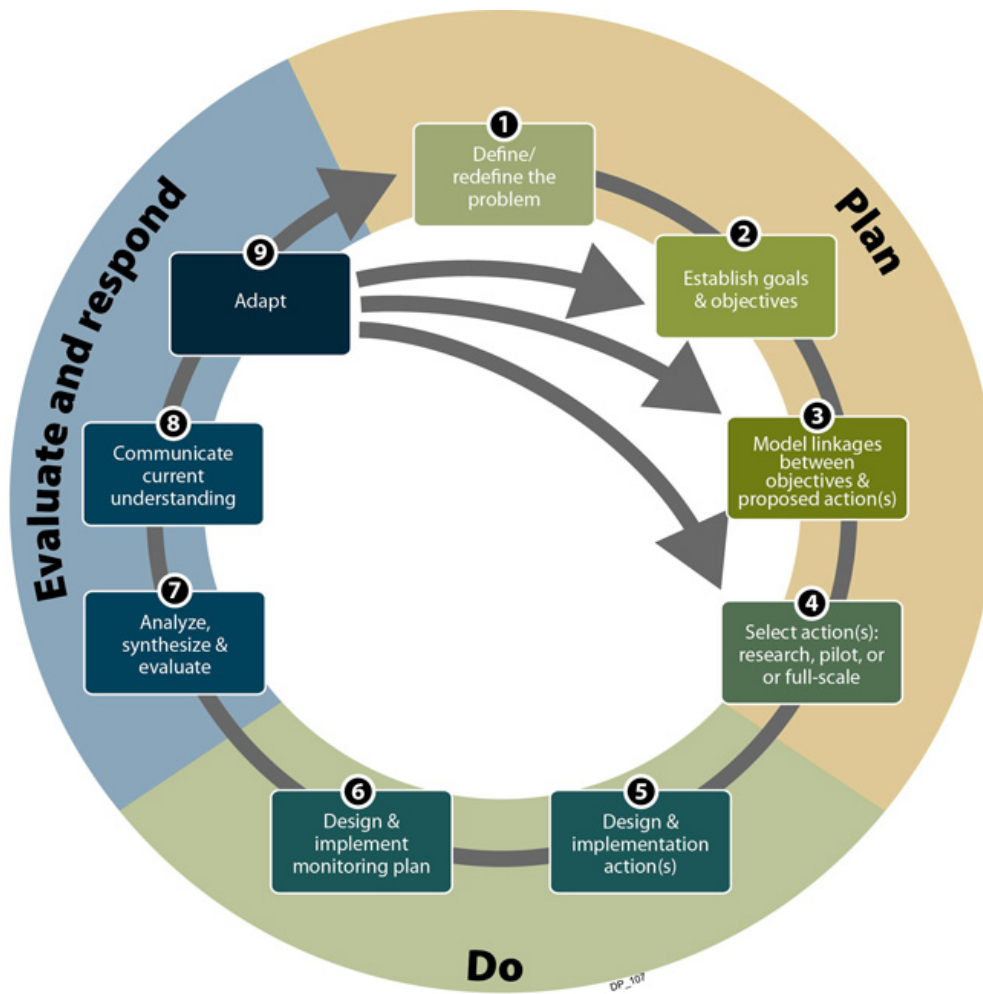 1
Define/
redefine the
problem
2
Establish goals
& objectives
3
Model linkages
between
objectives &
proposed action(s)
4
Select action(s):
research, pilot, or
or full-scale
5
Design &
implementation
action(s)
6
Design &
implement
monitoring plan
7
Analyze,
synthesize &
evaluate
8
Communicate
current
understanding
9
Adapt
Plan
Do
Evaluate and respond
DP_107